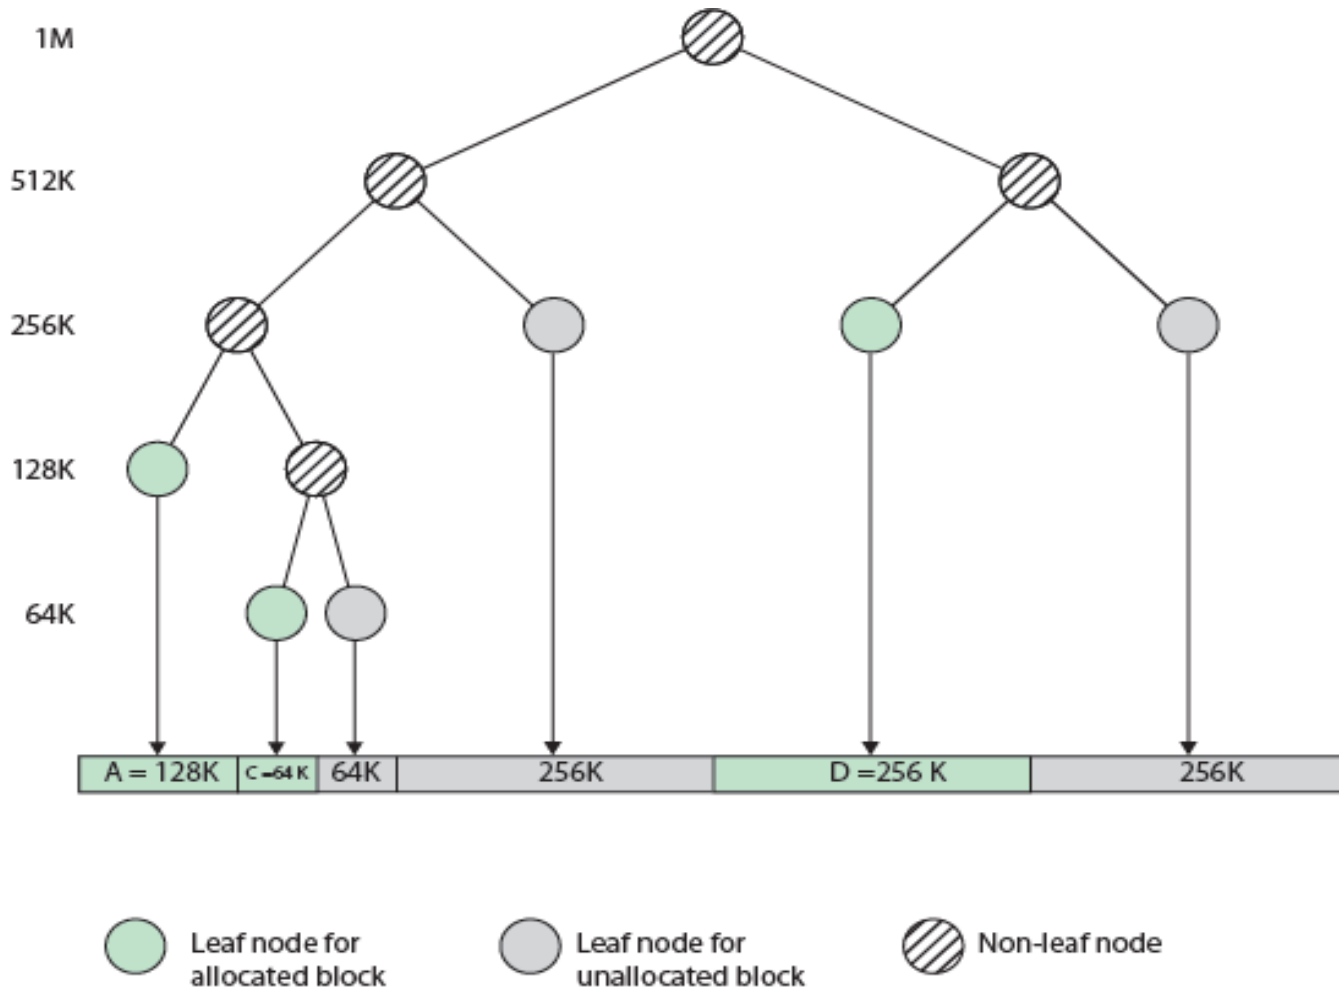 1M
512K
256K
128K
64K
A = 128K
C =64 K
64K
256K
D =256 K
256K
Leaf node for
allocated block
Leaf node for
unallocated block
Non-leaf node